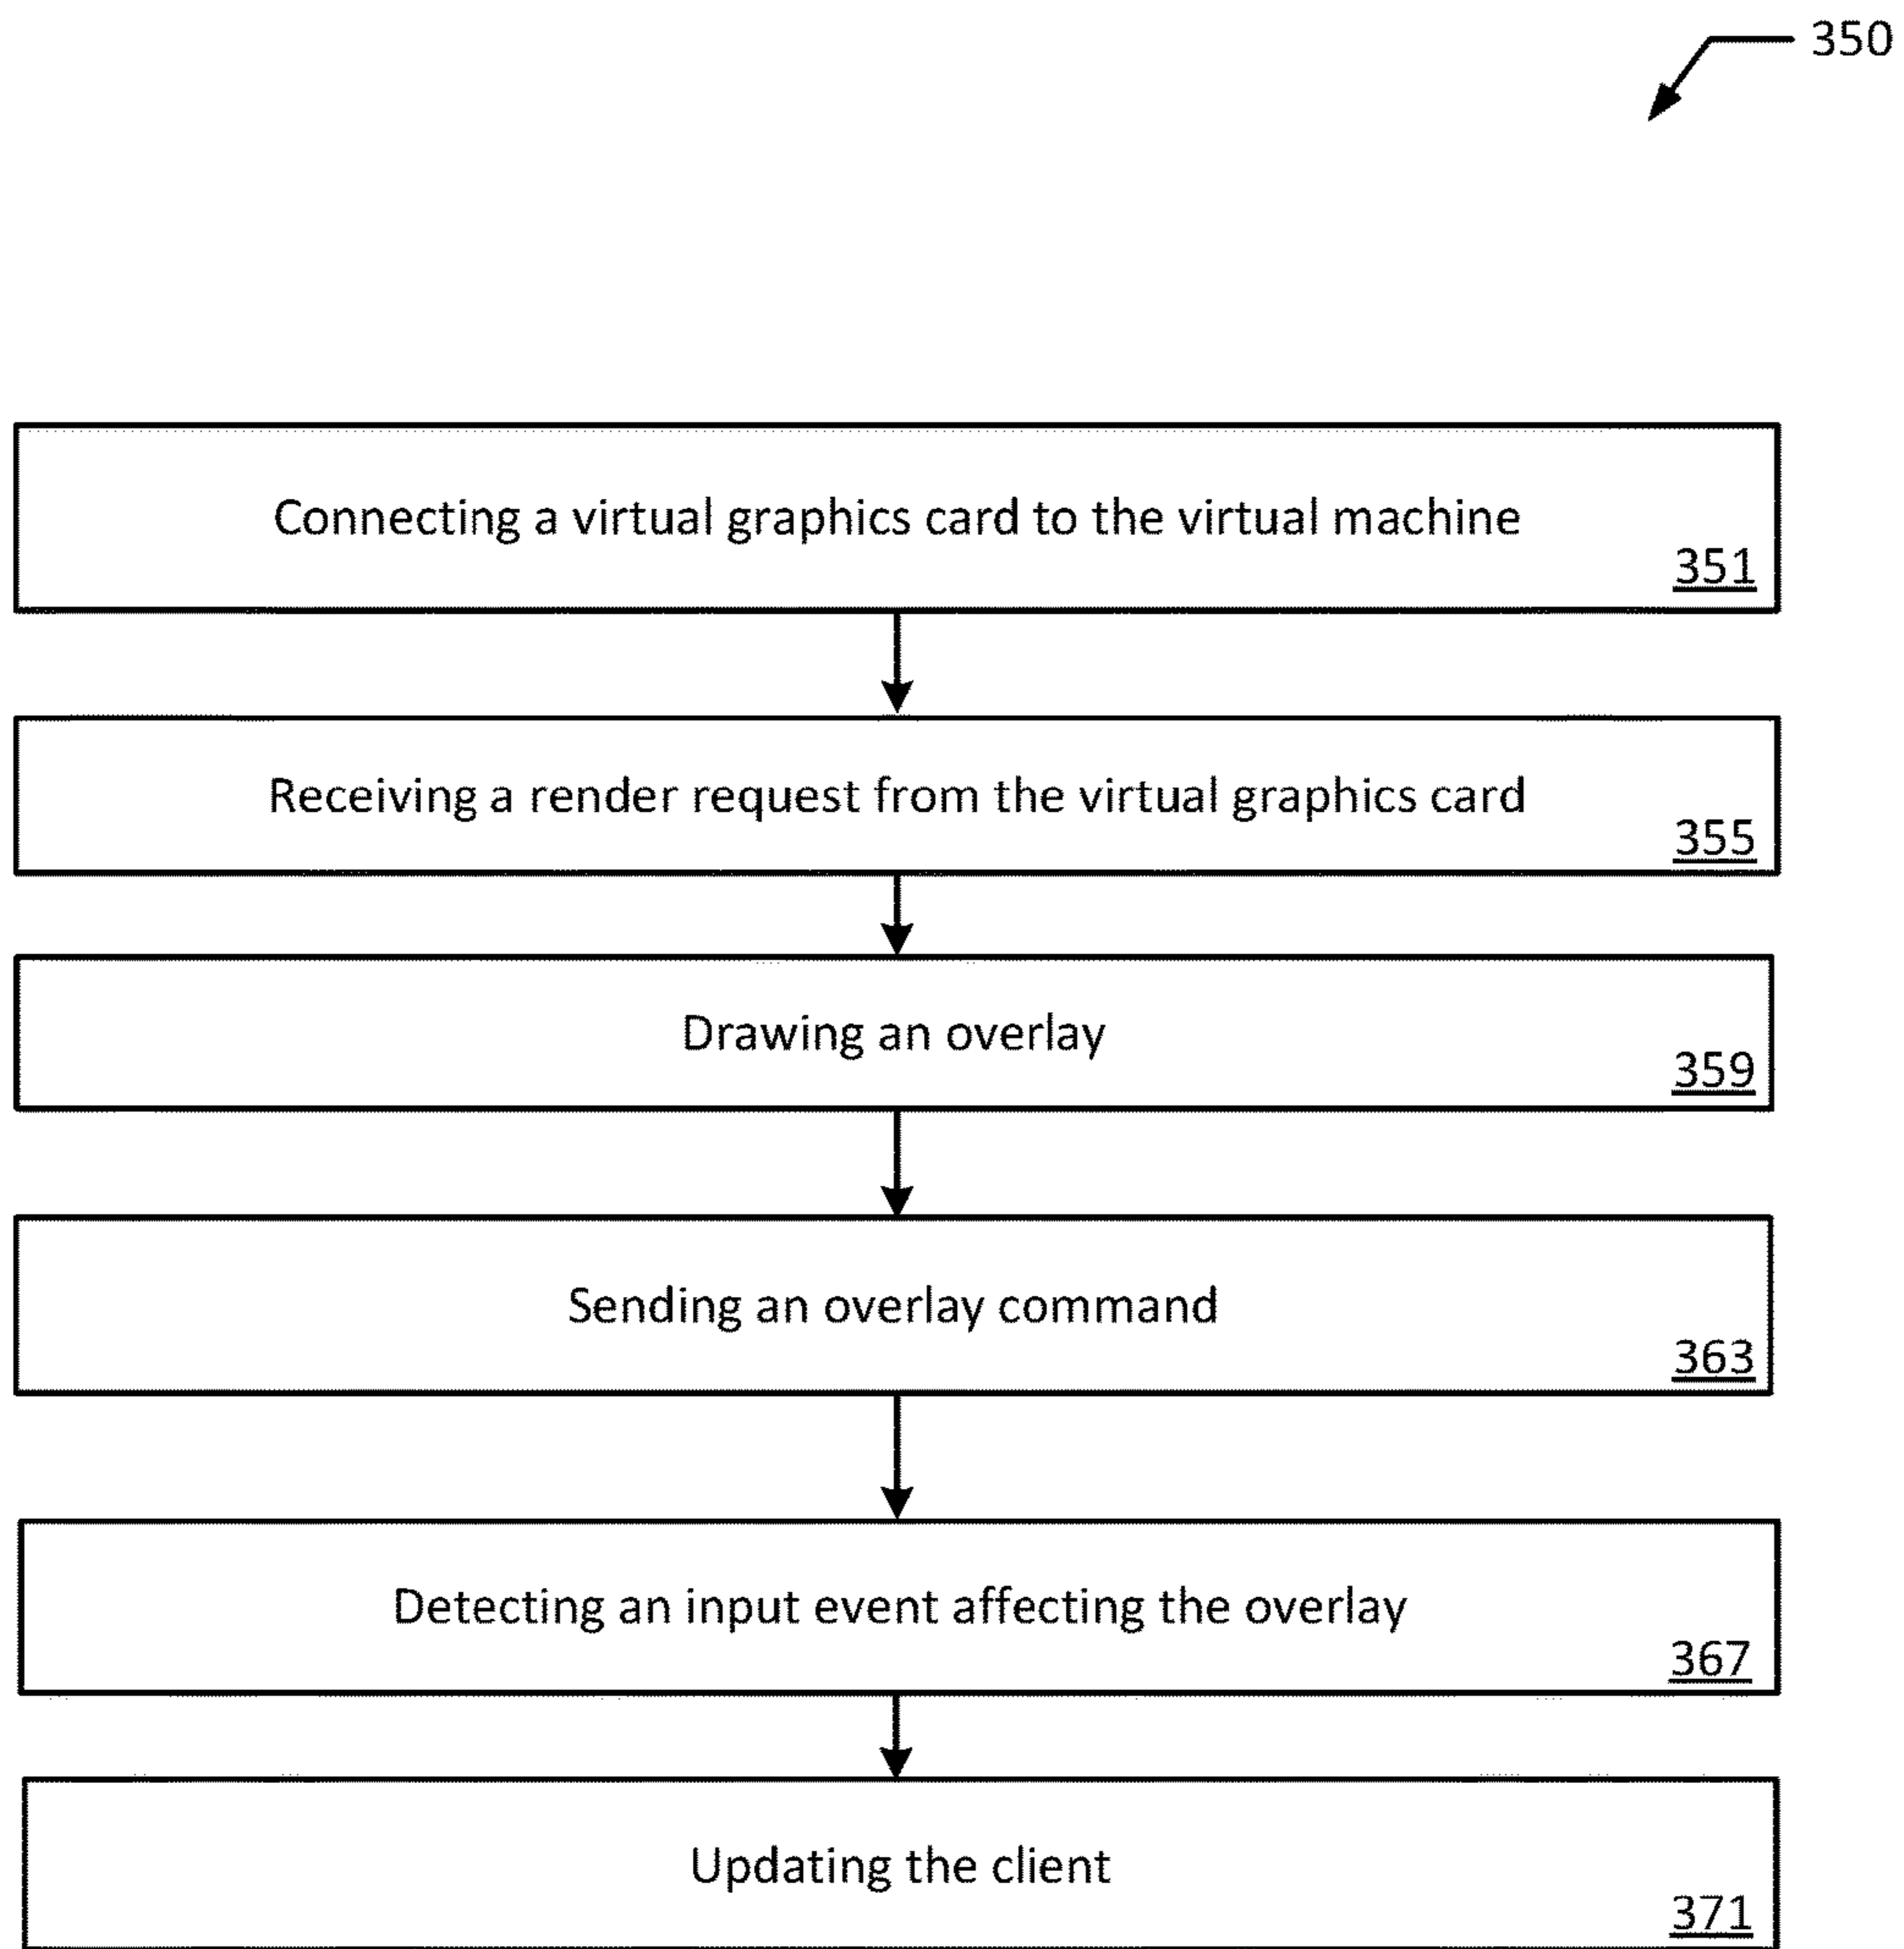 350
Connecting a virtual graphics card to the virtual machine
351
Receiving a render request from the virtual graphics card
355
Drawing an overlay
359
Sending an overlay command
363
Detecting an input event affecting the overlay
367
Updating the client
371